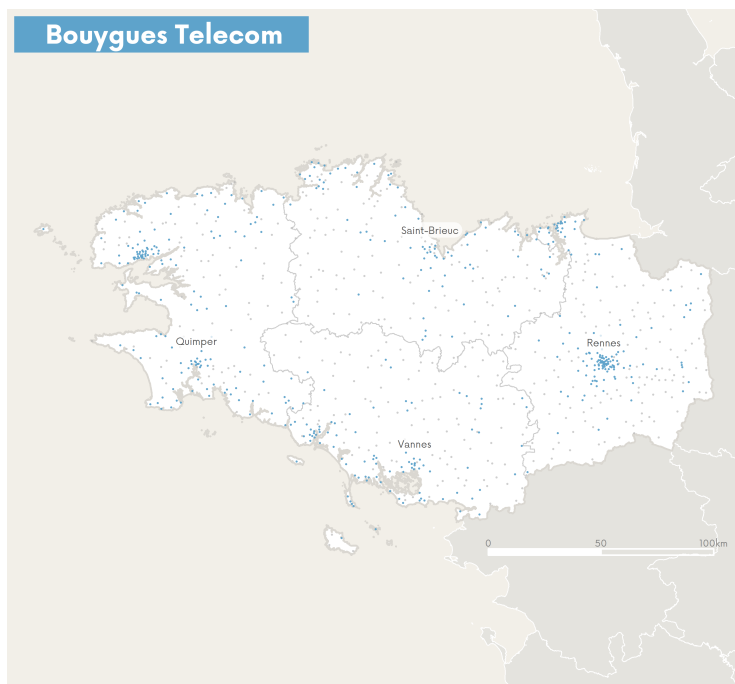 Bouygues Telecom
Saint-Brieuc
Quimper
Rennes
Vannes
0 50 100km